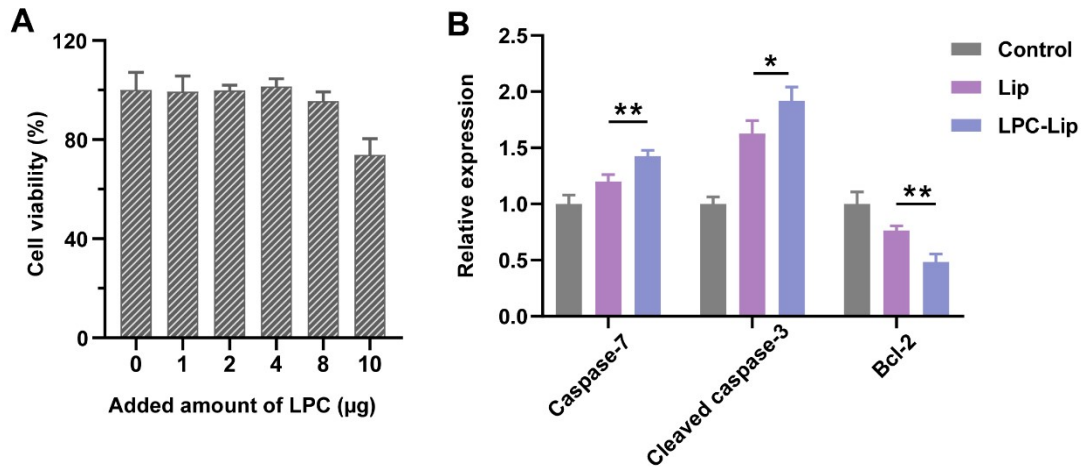 A
120
80
40
0
Cell viability (%)
0 1 2 4 8 10
Added amount of LPC (µg)
B
2.5
2.0
1.5
1.0
0.5
0.0
Relative expression
** * **
Caspase-7
Cleaved caspase-3
Bcl-2
Control
Lip
LPC-Lip